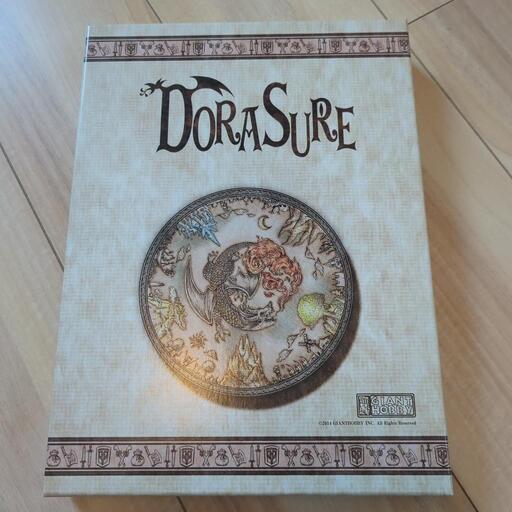 DORASURE
GIANT
HOBBY
©2014 GIANTHOBBY INC. All Rights Reserved